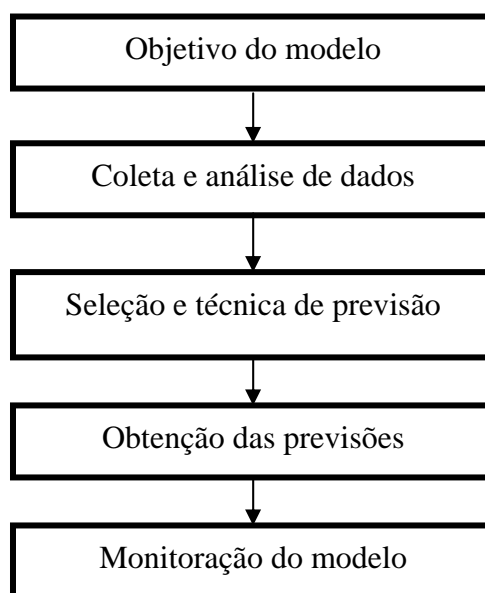 Objetivo do modelo
Coleta e análise de dados
Seleção e técnica de previsão
Obtenção das previsões
Monitoração do modelo